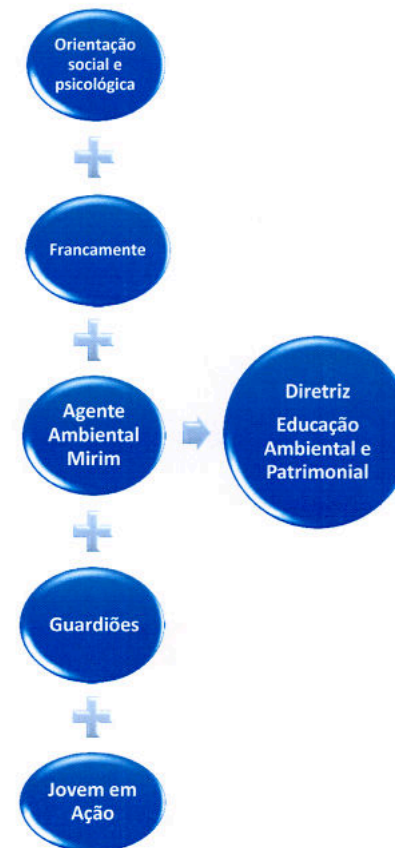 Orientação
social e
psicológica
Francamente
Agente
Ambiental
Mirim
Diretriz
Educação
Ambiental e
Patrimonial
Guardiões
Jovem em
Ação